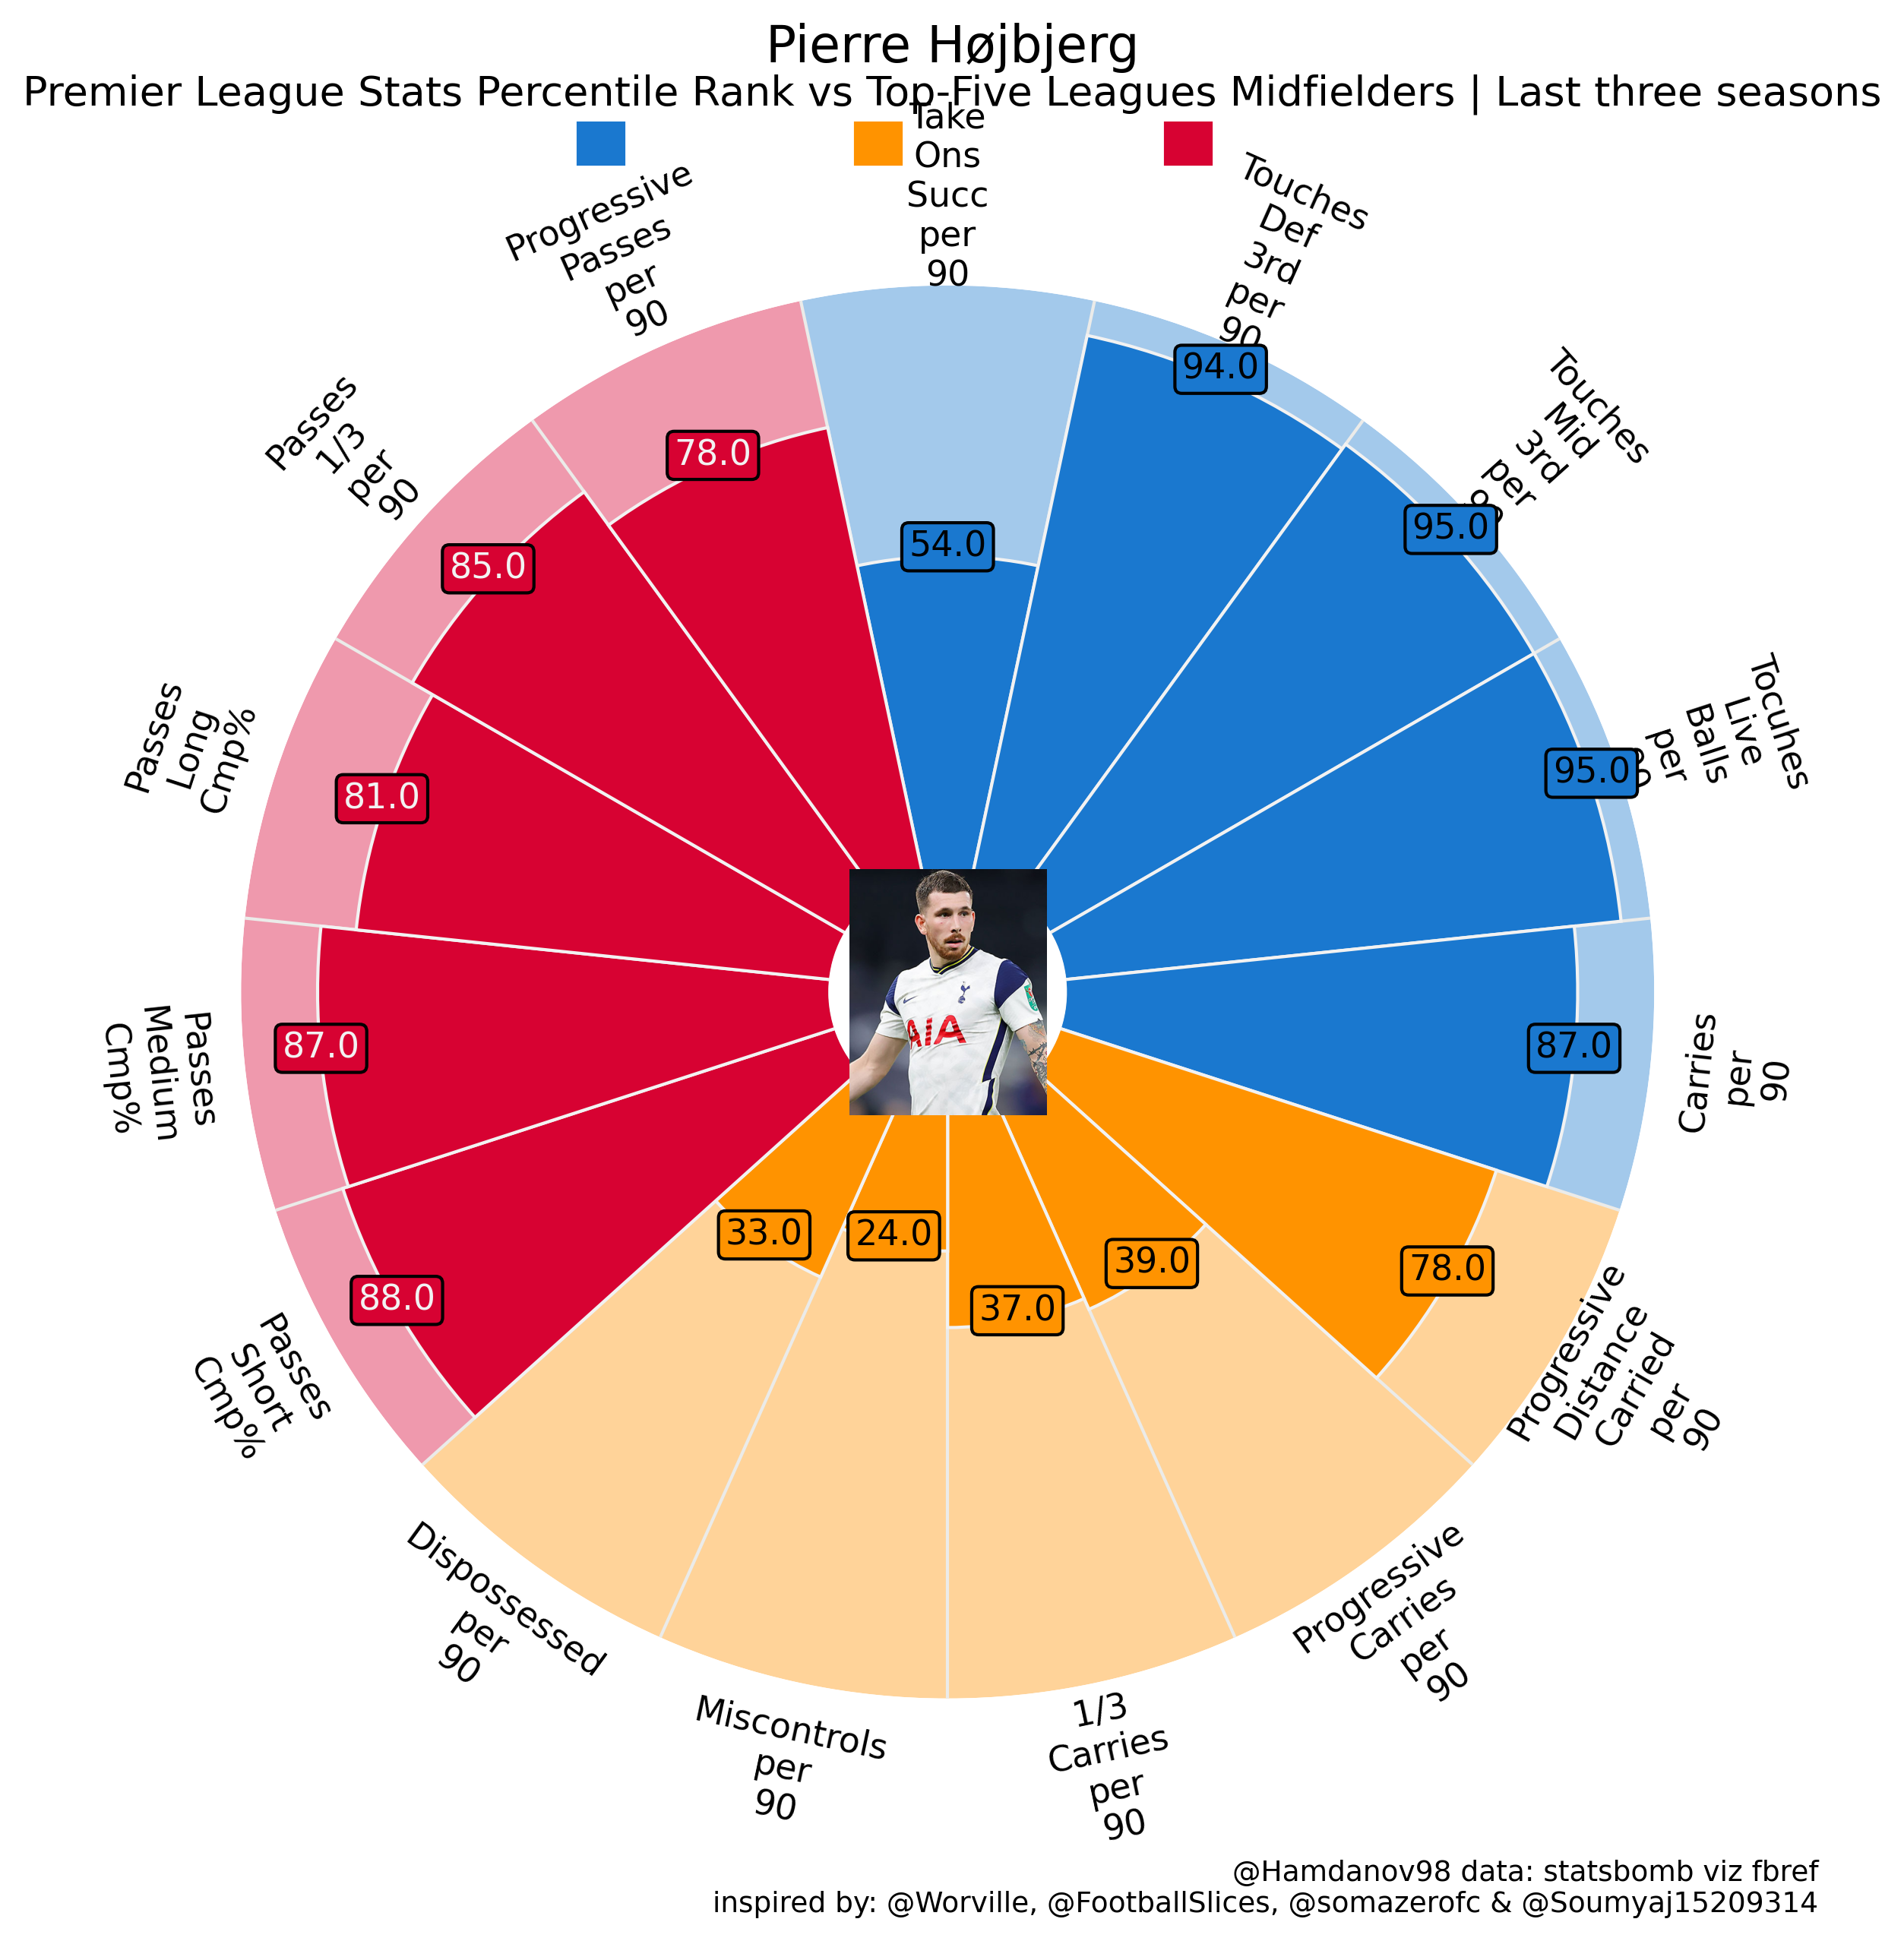 Pierre Højbjerg
Premier League Stats Percentile Rank vs Top-Five Leagues Midfielders | Last three seasons
Take
Ons
Succ
per
90
54.0
Touches
Def
3rd
per
90
94.0
Touches
Mid
3rd
per
90
95.0
Tocuhes
Live
Balls
per
90
95.0
Carries
per
90
87.0
Progressive
Distance
Carried
per
90
78.0
Progressive
Carries
per
90
39.0
1/3
Carries
per
90
37.0
Miscontrols
per
90
24.0
Dispossessed
per
90
33.0
Passes
Short
Cmp%
88.0
Passes
Medium
Cmp%
87.0
Passes
Long
Cmp%
81.0
Passes
1/3
per
90
85.0
Progressive
Passes
per
90
78.0
AIA
@Hamdanov98 data: statsbomb viz fbref
inspired by: @Worville, @FootballSlices, @somazerofc & @Soumyaj15209314